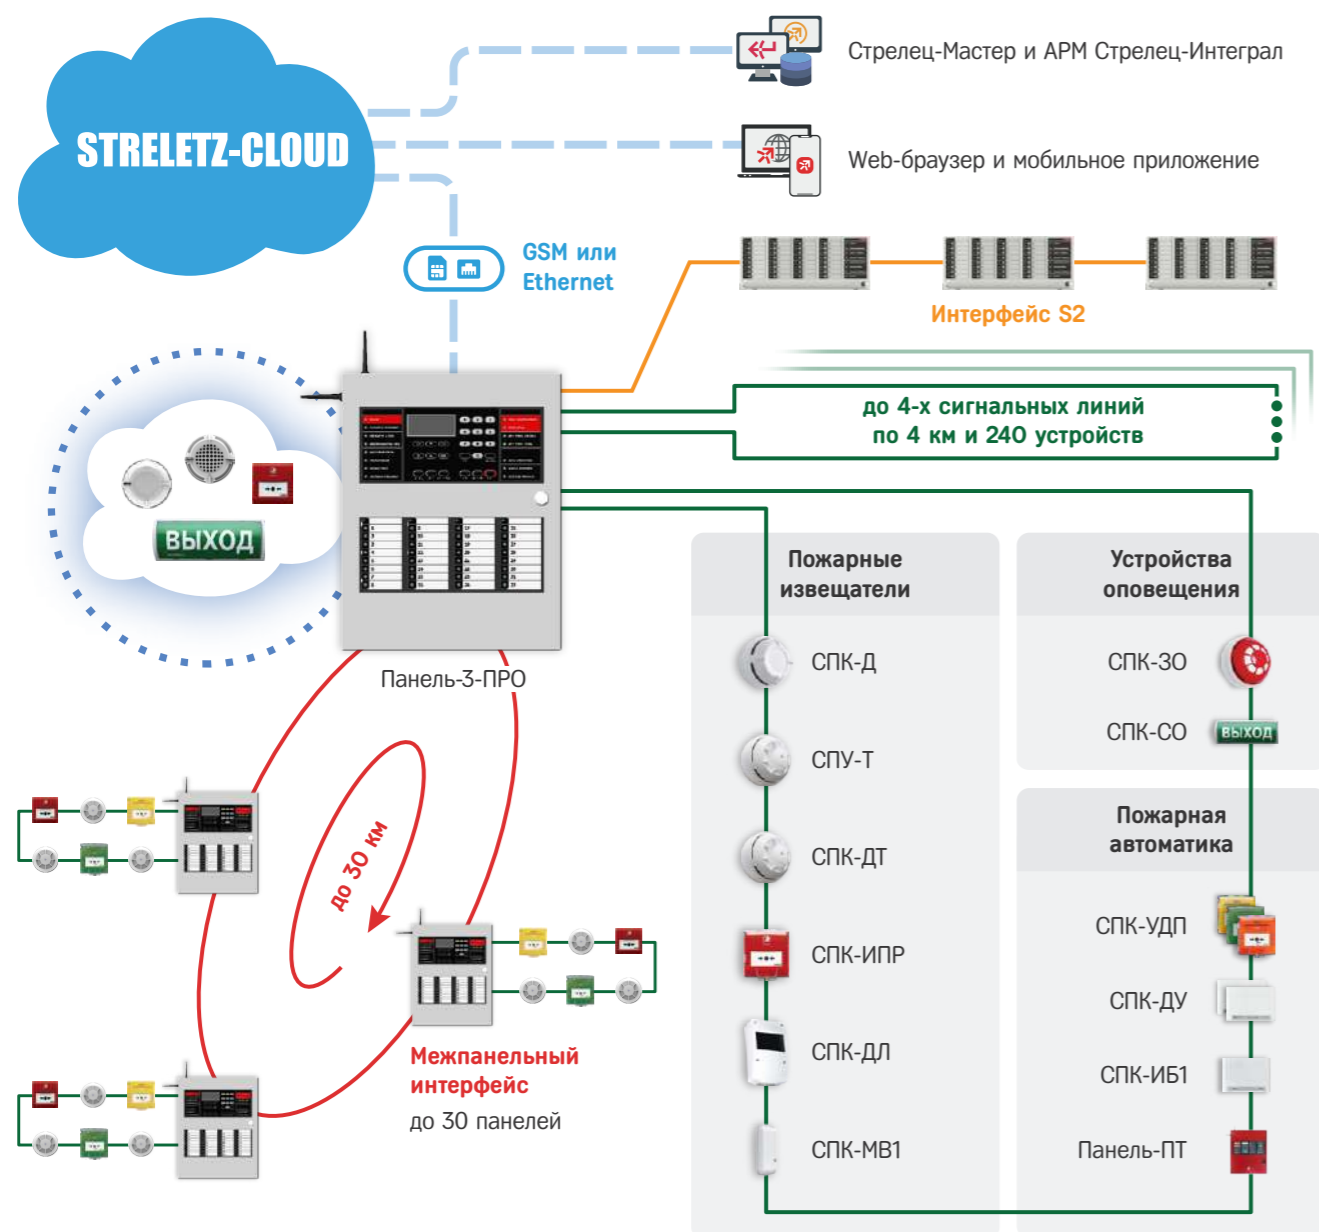 Стрелец-Мастер и АРМ Стрелец-Интеграл
STRELETZ-CLOUD
Web-браузер и мобильное приложение
GSM или
Ethernet
Интерфейс S2
до 4-х сигнальных линий
по 4 км и 240 устройств
ВЫХОД
Панель-3-ПРО
Пожарные
извещатели
СПК-Д
СПУ-Т
СПК-ДТ
СПК-ИПР
СПК-ДЛ
СПК-МВ1
Устройства
оповещения
СПК-ЗО
СПК-СО
ВЫХОД
Пожарная
автоматика
СПК-УДП
СПК-ДУ
СПК-ИБ1
Панель-ПТ
до 30 км
Межпанельный
интерфейс
до 30 панелей